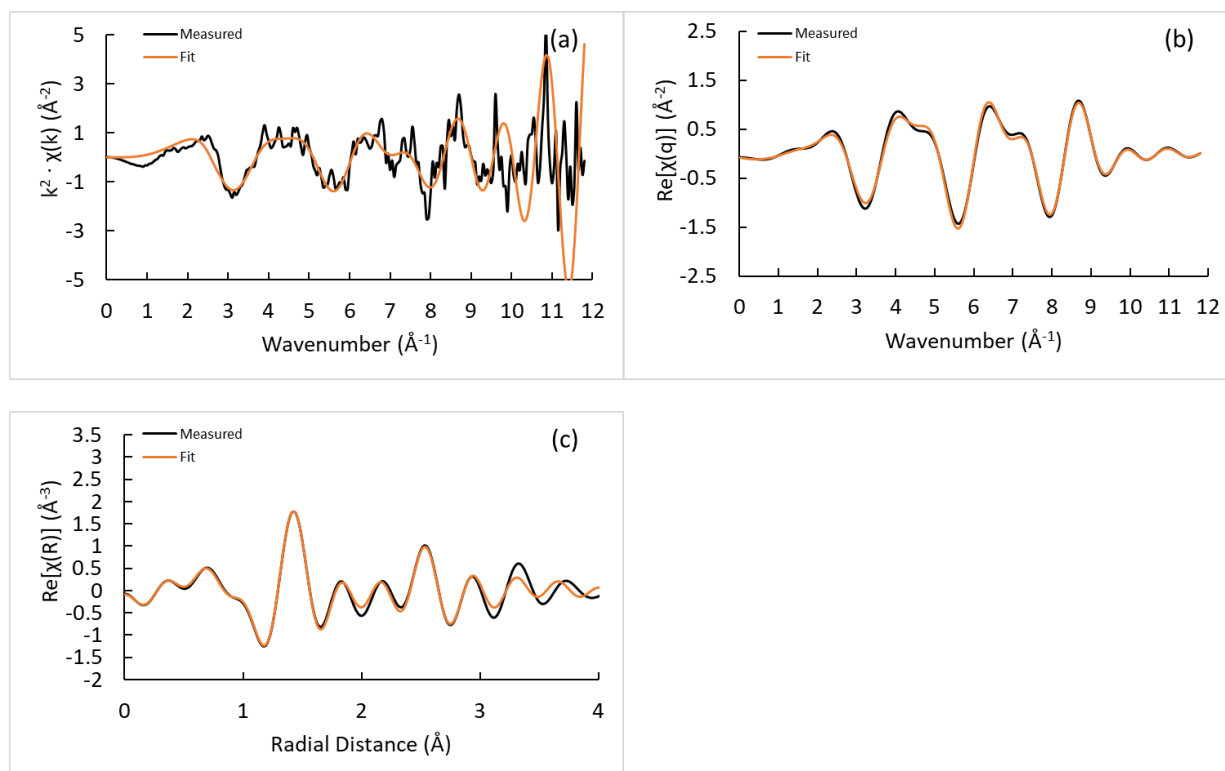 (a)
Measured
Fit
5
3
1
-1
-3
-5
k² · χ(k) (Å⁻²)
0 1 2 3 4 5 6 7 8 9 10 11 12
Wavenumber (Å⁻¹)
(b)
Measured
Fit
2.5
1.5
0.5
-0.5
-1.5
-2.5
Re[χ(q)] (Å⁻²)
0 1 2 3 4 5 6 7 8 9 10 11 12
Wavenumber (Å⁻¹)
(c)
Measured
Fit
3.5
3
2.5
2
1.5
1
0.5
0
-0.5
-1
-1.5
-2
Re[χ(R)] (Å⁻³)
0 1 2 3 4
Radial Distance (Å)